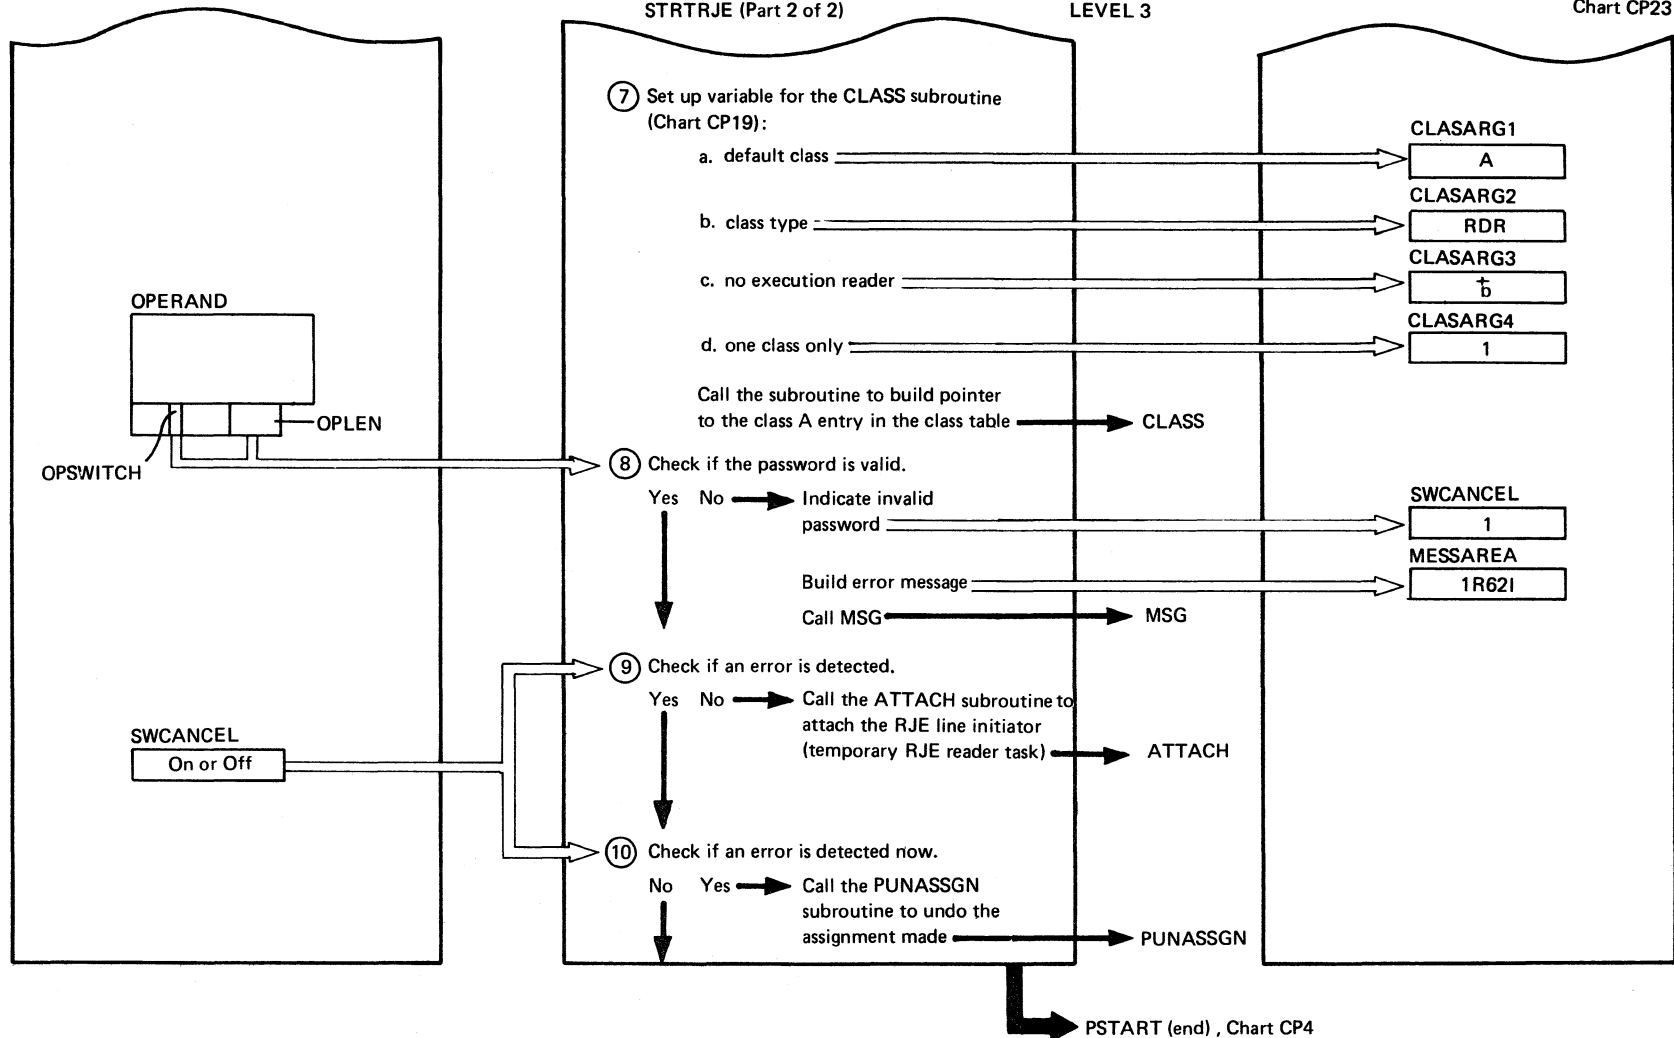 STRTRJE (Part 2 of 2)
LEVEL 3
Chart CP23
7 Set up variable for the CLASS subroutine
(Chart CP19):
a. default class
CLASARG1
A
b. class type
CLASARG2
RDR
c. no execution reader
CLASARG3
b
d. one class only
CLASARG4
1
Call the subroutine to build pointer
to the class A entry in the class table
CLASS
OPERAND
OPLEN
OPSWITCH
8 Check if the password is valid.
Yes No Indicate invalid
password
SWCANCEL
1
Build error message
MESSAREA
1R62I
Call MSG
MSG
9 Check if an error is detected.
Yes No Call the ATTACH subroutine to
attach the RJE line initiator
(temporary RJE reader task)
ATTACH
SWCANCEL
On or Off
10 Check if an error is detected now.
No Yes Call the PUNASSGN
subroutine to undo the
assignment made
PUNASSGN
PSTART (end), Chart CP4